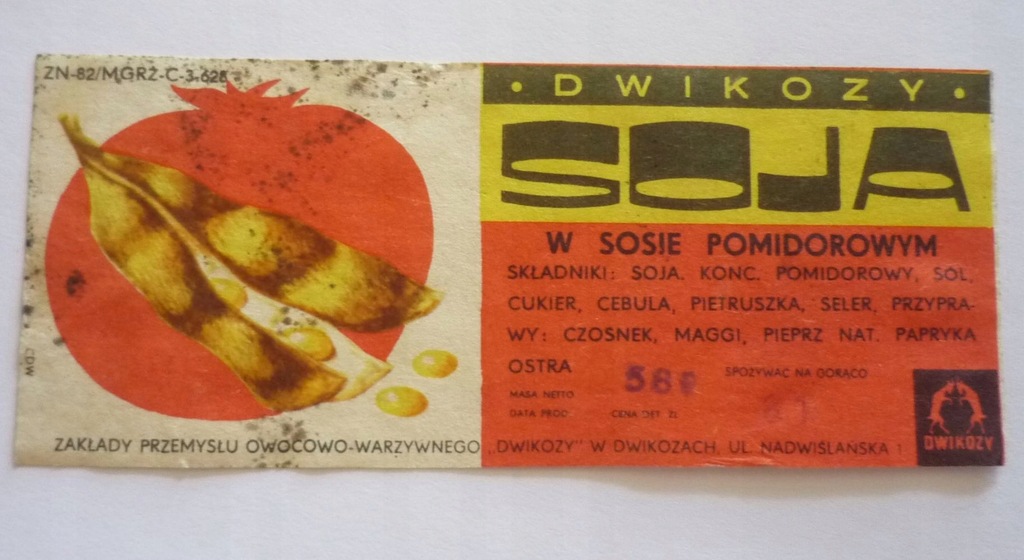 ZN-82/MGRŻ-C-3-628
· DWIKOZY ·
SOJA
W SOSIE POMIDOROWYM
SKŁADNIKI: SOJA. KONC. POMIDOROWY, SÓL,
CUKIER, CEBULA, PIETRUSZKA, SELER, PRZYPRA-
WY: CZOSNEK, MAGGI, PIEPRZ NAT. PAPRYKA
OSTRA
SPOŻYWAĆ NA GORĄCO
MASA NETTO
DATA PROD.
CENA DET. ZŁ
CDW
DWIKOZY
ZAKŁADY PRZEMYSŁU OWOCOWO-WARZYWNEGO „DWIKOZY" W DWIKOZACH, UL. NADWIŚLAŃSKA 1